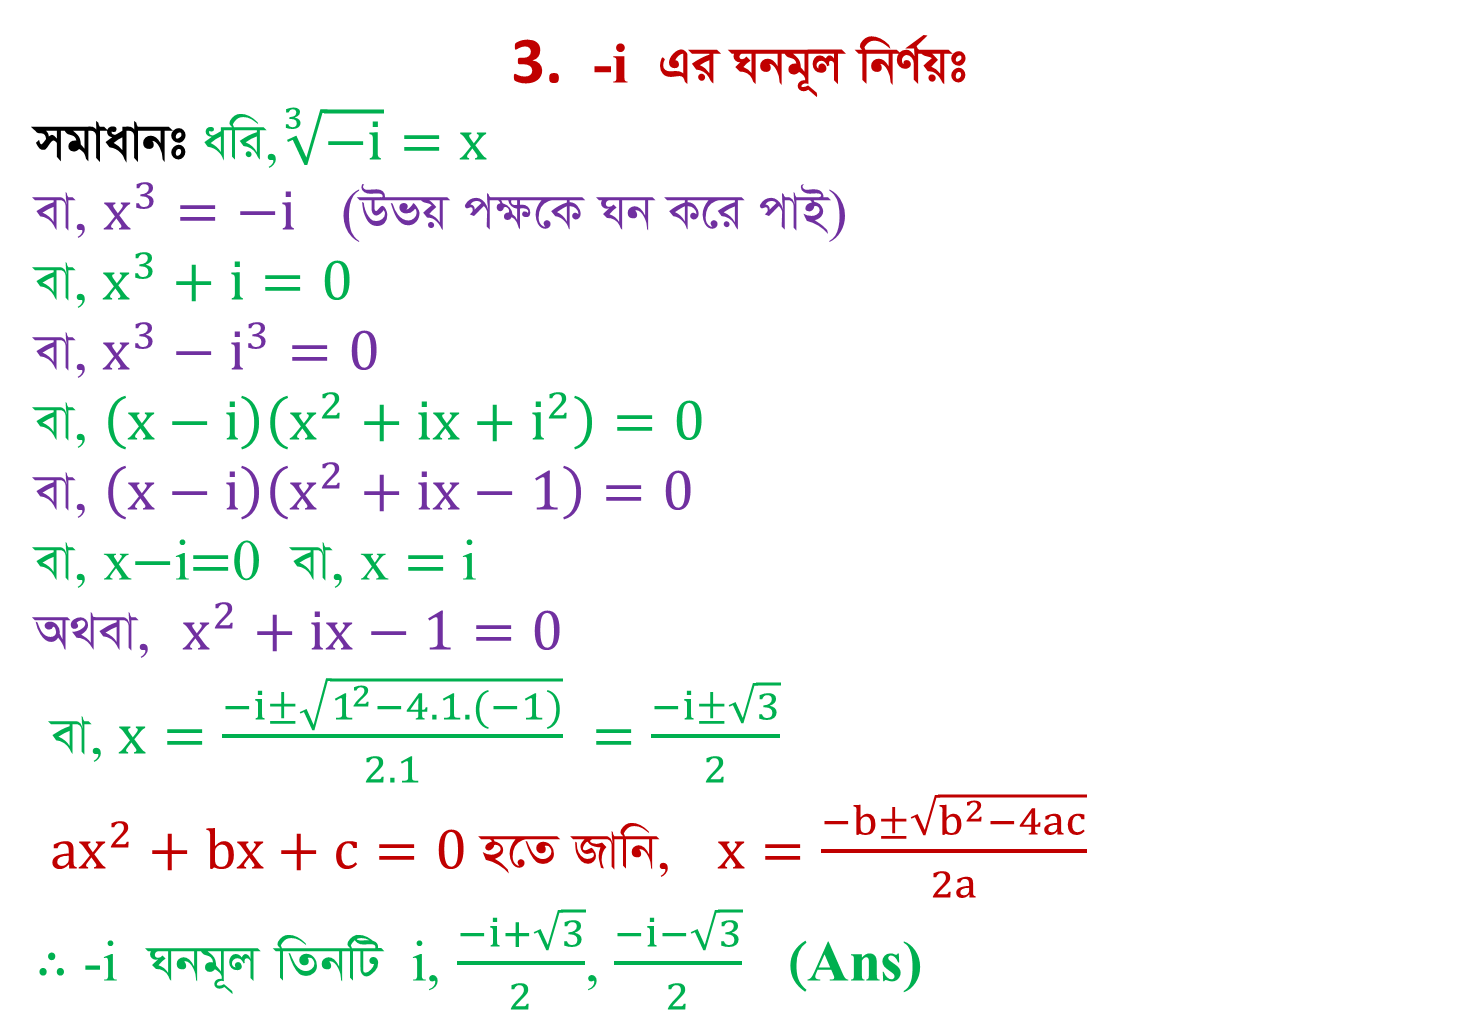 3. -i এর ঘনমূল নির্ণয়ঃ
সমাধানঃ ধরি, ∛(−i) = x
বা, x³ = −i (উভয় পক্ষকে ঘন করে পাই)
বা, x³ + i = 0
বা, x³ − i³ = 0
বা, (x − i)(x² + ix + i²) = 0
বা, (x − i)(x² + ix − 1) = 0
বা, x−i=0 বা, x = i
অথবা, x² + ix − 1 = 0
বা, x = (−i±√(1²−4.1.(−1)))/2.1 = (−i±√3)/2
ax² + bx + c = 0 হতে জানি, x = (−b±√(b²−4ac))/2a
∴ -i ঘনমূল তিনটি i, (−i+√3)/2, (−i−√3)/2 (Ans)